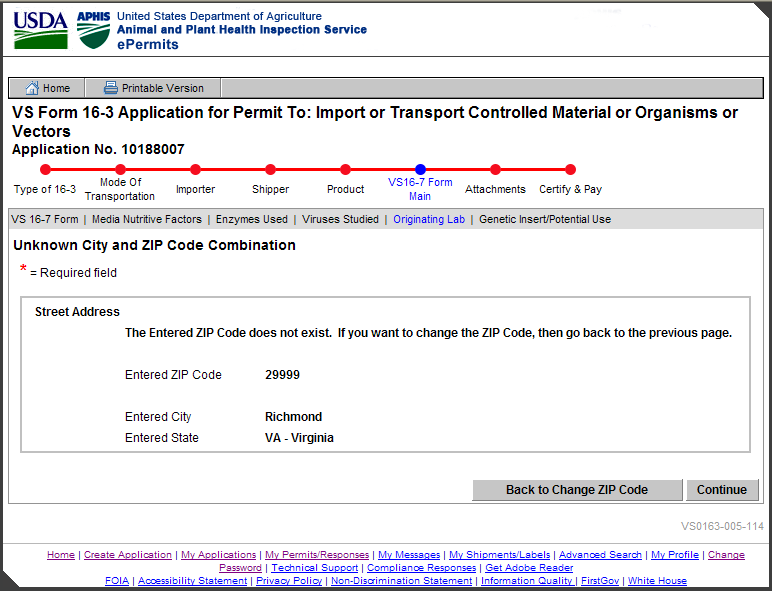 USDA APHIS United States Department of Agriculture
Animal and Plant Health Inspection Service
ePermits
Home Printable Version
VS Form 16-3 Application for Permit To: Import or Transport Controlled Material or Organisms or
Vectors
Application No. 10188007
Type of 16-3 Mode Of Transportation Importer Shipper Product VS16-7 Form Main Attachments Certify & Pay
VS 16-7 Form | Media Nutritive Factors | Enzymes Used | Viruses Studied | Originating Lab | Genetic Insert/Potential Use
Unknown City and ZIP Code Combination
* = Required field
Street Address
The Entered ZIP Code does not exist. If you want to change the ZIP Code, then go back to the previous page.
Entered ZIP Code 29999
Entered City Richmond
Entered State VA - Virginia
Back to Change ZIP Code Continue
VS0163-005-114
Home | Create Application | My Applications | My Permits/Responses | My Messages | My Shipments/Labels | Advanced Search | My Profile | Change
Password | Technical Support | Compliance Responses | Get Adobe Reader
FOIA | Accessibility Statement | Privacy Policy | Non-Discrimination Statement | Information Quality | FirstGov | White House